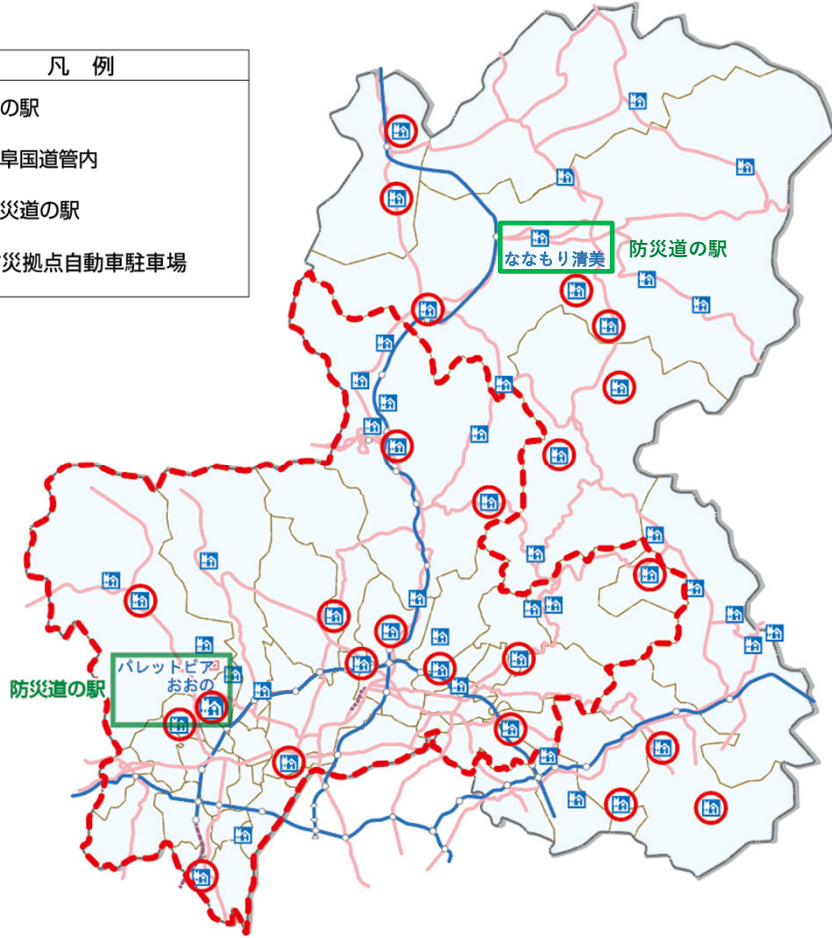 凡 例
の駅
阜国道管内
災道の駅
災拠点自動車駐車場
ななもり清美
防災道の駅
防災道の駅
パレットピア
おおの